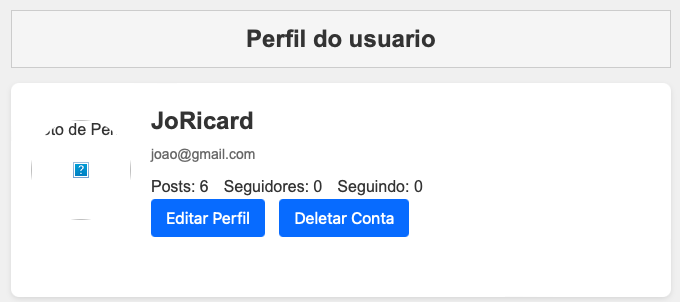 Perfil do usuario
JoRicard
to de Per
joao@gmail.com
Posts: 6 Seguidores: 0 Seguindo: 0
Editar Perfil Deletar Conta